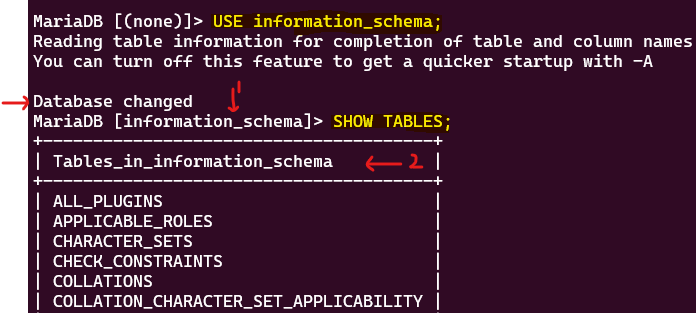 MariaDB [(none)]> USE information_schema;
Reading table information for completion of table and column names
You can turn off this feature to get a quicker startup with -A
Database changed
1
MariaDB [information_schema]> SHOW TABLES;
+---------------------------------------+
| Tables_in_information_schema | 2
+---------------------------------------+
| ALL_PLUGINS |
| APPLICABLE_ROLES |
| CHARACTER_SETS |
| CHECK_CONSTRAINTS |
| COLLATIONS |
| COLLATION_CHARACTER_SET_APPLICABILITY |